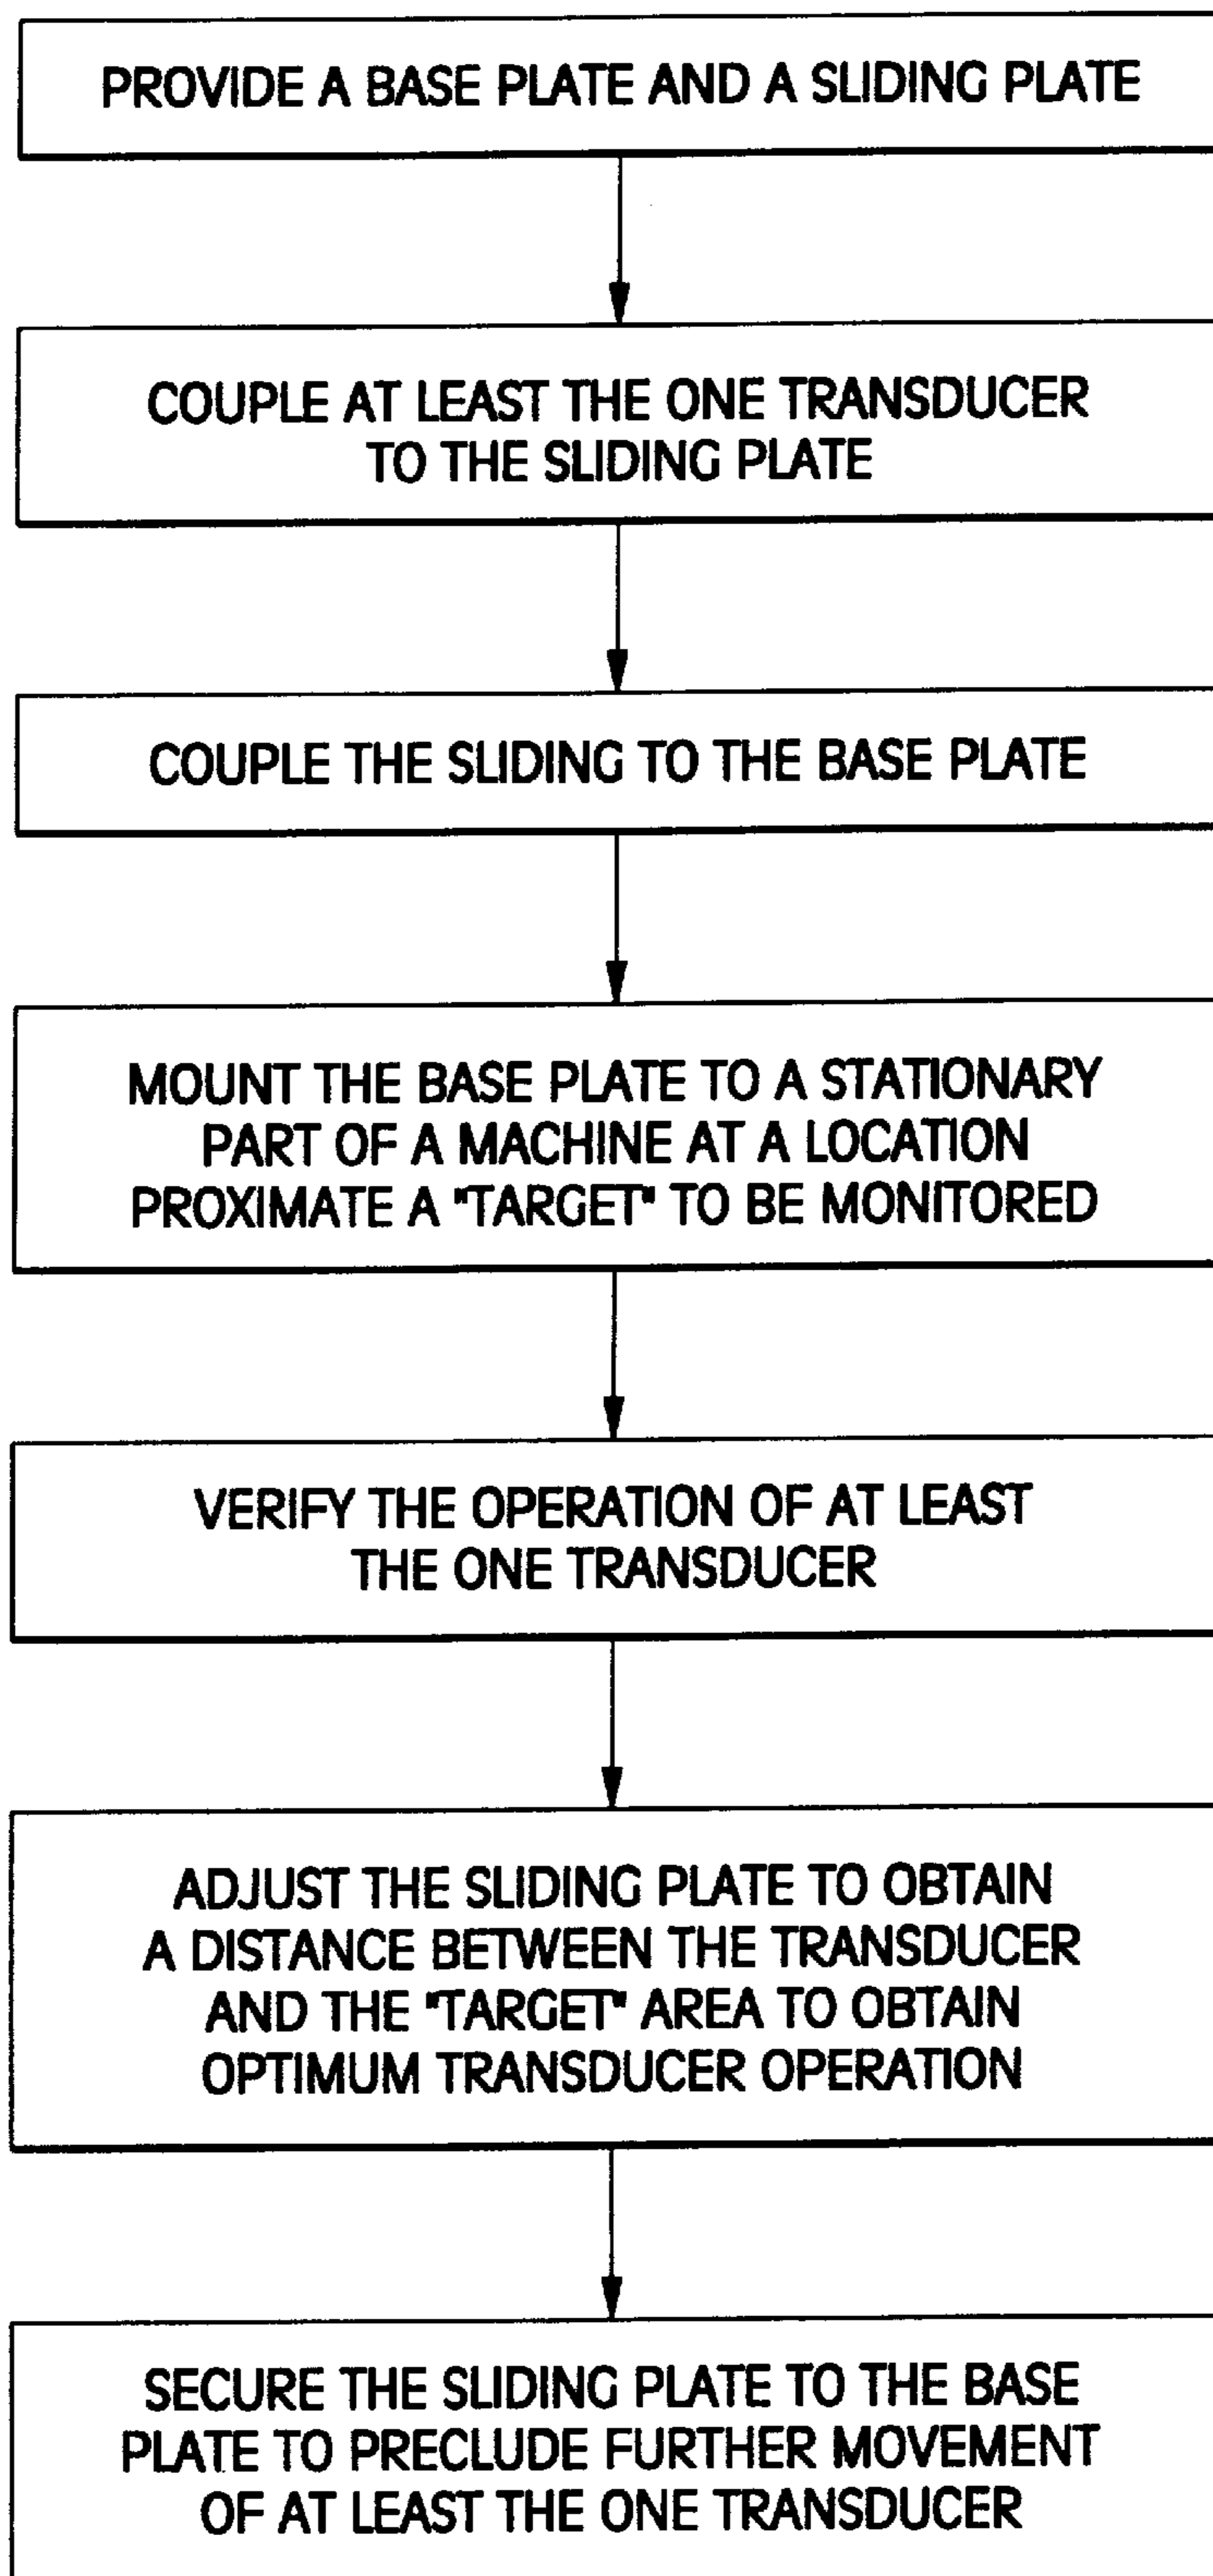 PROVIDE A BASE PLATE AND A SLIDING PLATE
COUPLE AT LEAST THE ONE TRANSDUCER
TO THE SLIDING PLATE
COUPLE THE SLIDING TO THE BASE PLATE
MOUNT THE BASE PLATE TO A STATIONARY
PART OF A MACHINE AT A LOCATION
PROXIMATE A "TARGET" TO BE MONITORED
VERIFY THE OPERATION OF AT LEAST
THE ONE TRANSDUCER
ADJUST THE SLIDING PLATE TO OBTAIN
A DISTANCE BETWEEN THE TRANSDUCER
AND THE "TARGET" AREA TO OBTAIN
OPTIMUM TRANSDUCER OPERATION
SECURE THE SLIDING PLATE TO THE BASE
PLATE TO PRECLUDE FURTHER MOVEMENT
OF AT LEAST THE ONE TRANSDUCER